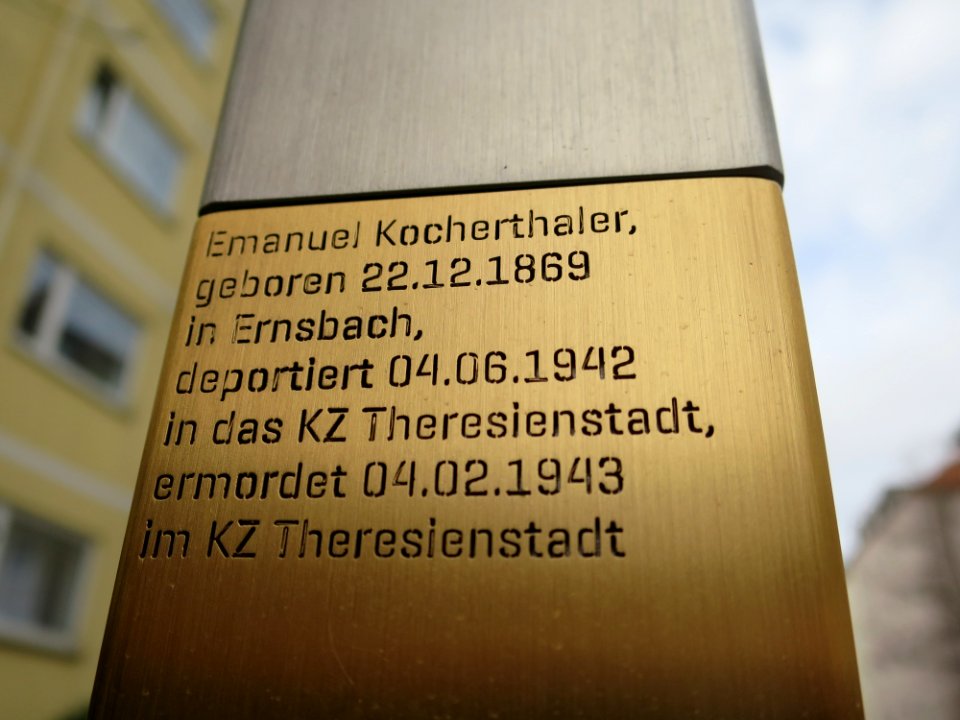 Emanuel Kocherthaler,
geboren 22.12.1869
in Ernsbach,
deportiert 04.06.1942
in das KZ Theresienstadt,
ermordet 04.02.1943
im KZ Theresienstadt